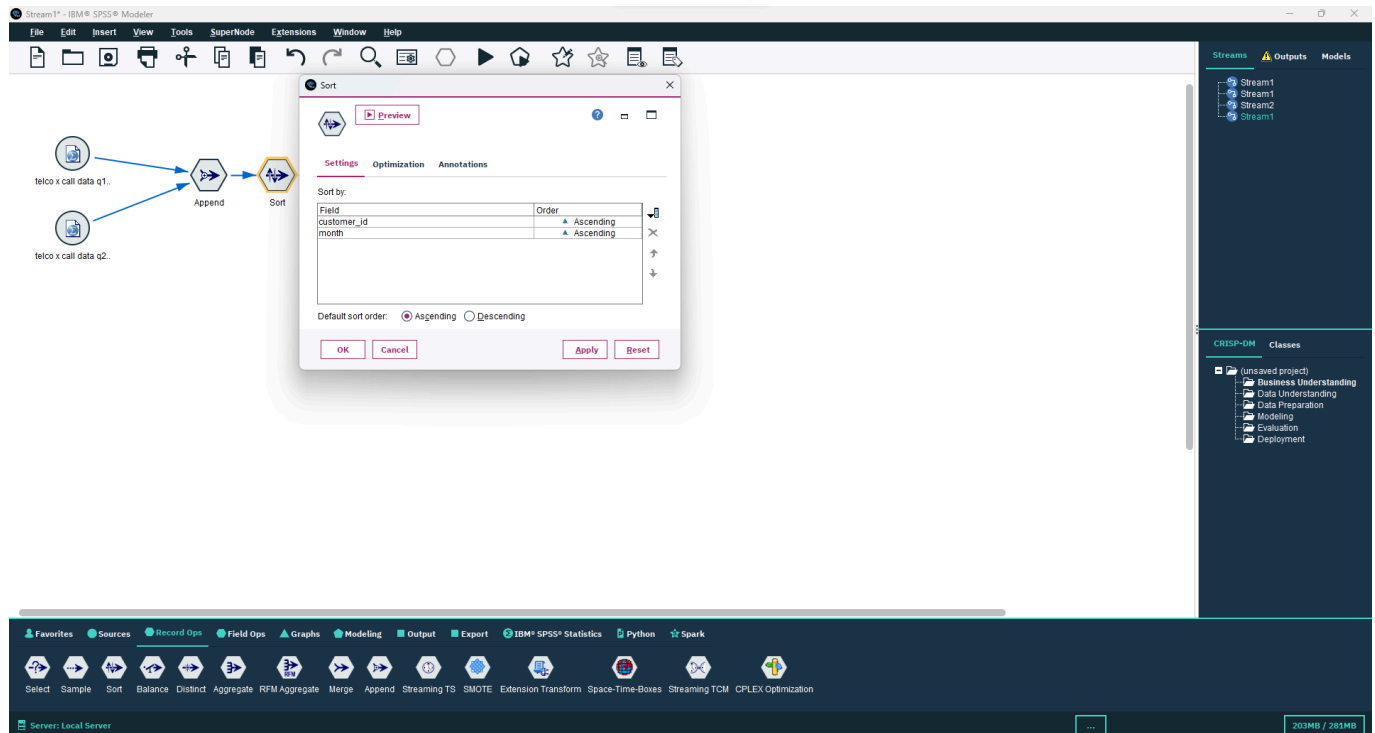 Stream1* - IBM® SPSS® Modeler
File Edit Insert View Tools SuperNode Extensions Window Help
Streams Outputs Models
Stream1
Stream1
Stream2
Stream1
Sort
Preview
?
Settings Optimization Annotations
Sort by:
Field Order
customer_id Ascending
month Ascending
Default sort order: Ascending Descending
OK Cancel Apply Reset
telco x call data q1..
Append
Sort
telco x call data q2..
CRISP-DM Classes
(unsaved project)
Business Understanding
Data Understanding
Data Preparation
Modeling
Evaluation
Deployment
Favorites Sources Record Ops Field Ops Graphs Modeling Output Export IBM® SPSS® Statistics Python Spark
RFM
Select Sample Sort Balance Distinct Aggregate RFM Aggregate Merge Append Streaming TS SMOTE Extension Transform Space-Time-Boxes Streaming TCM CPLEX Optimization
Server: Local Server ... 203MB / 281MB